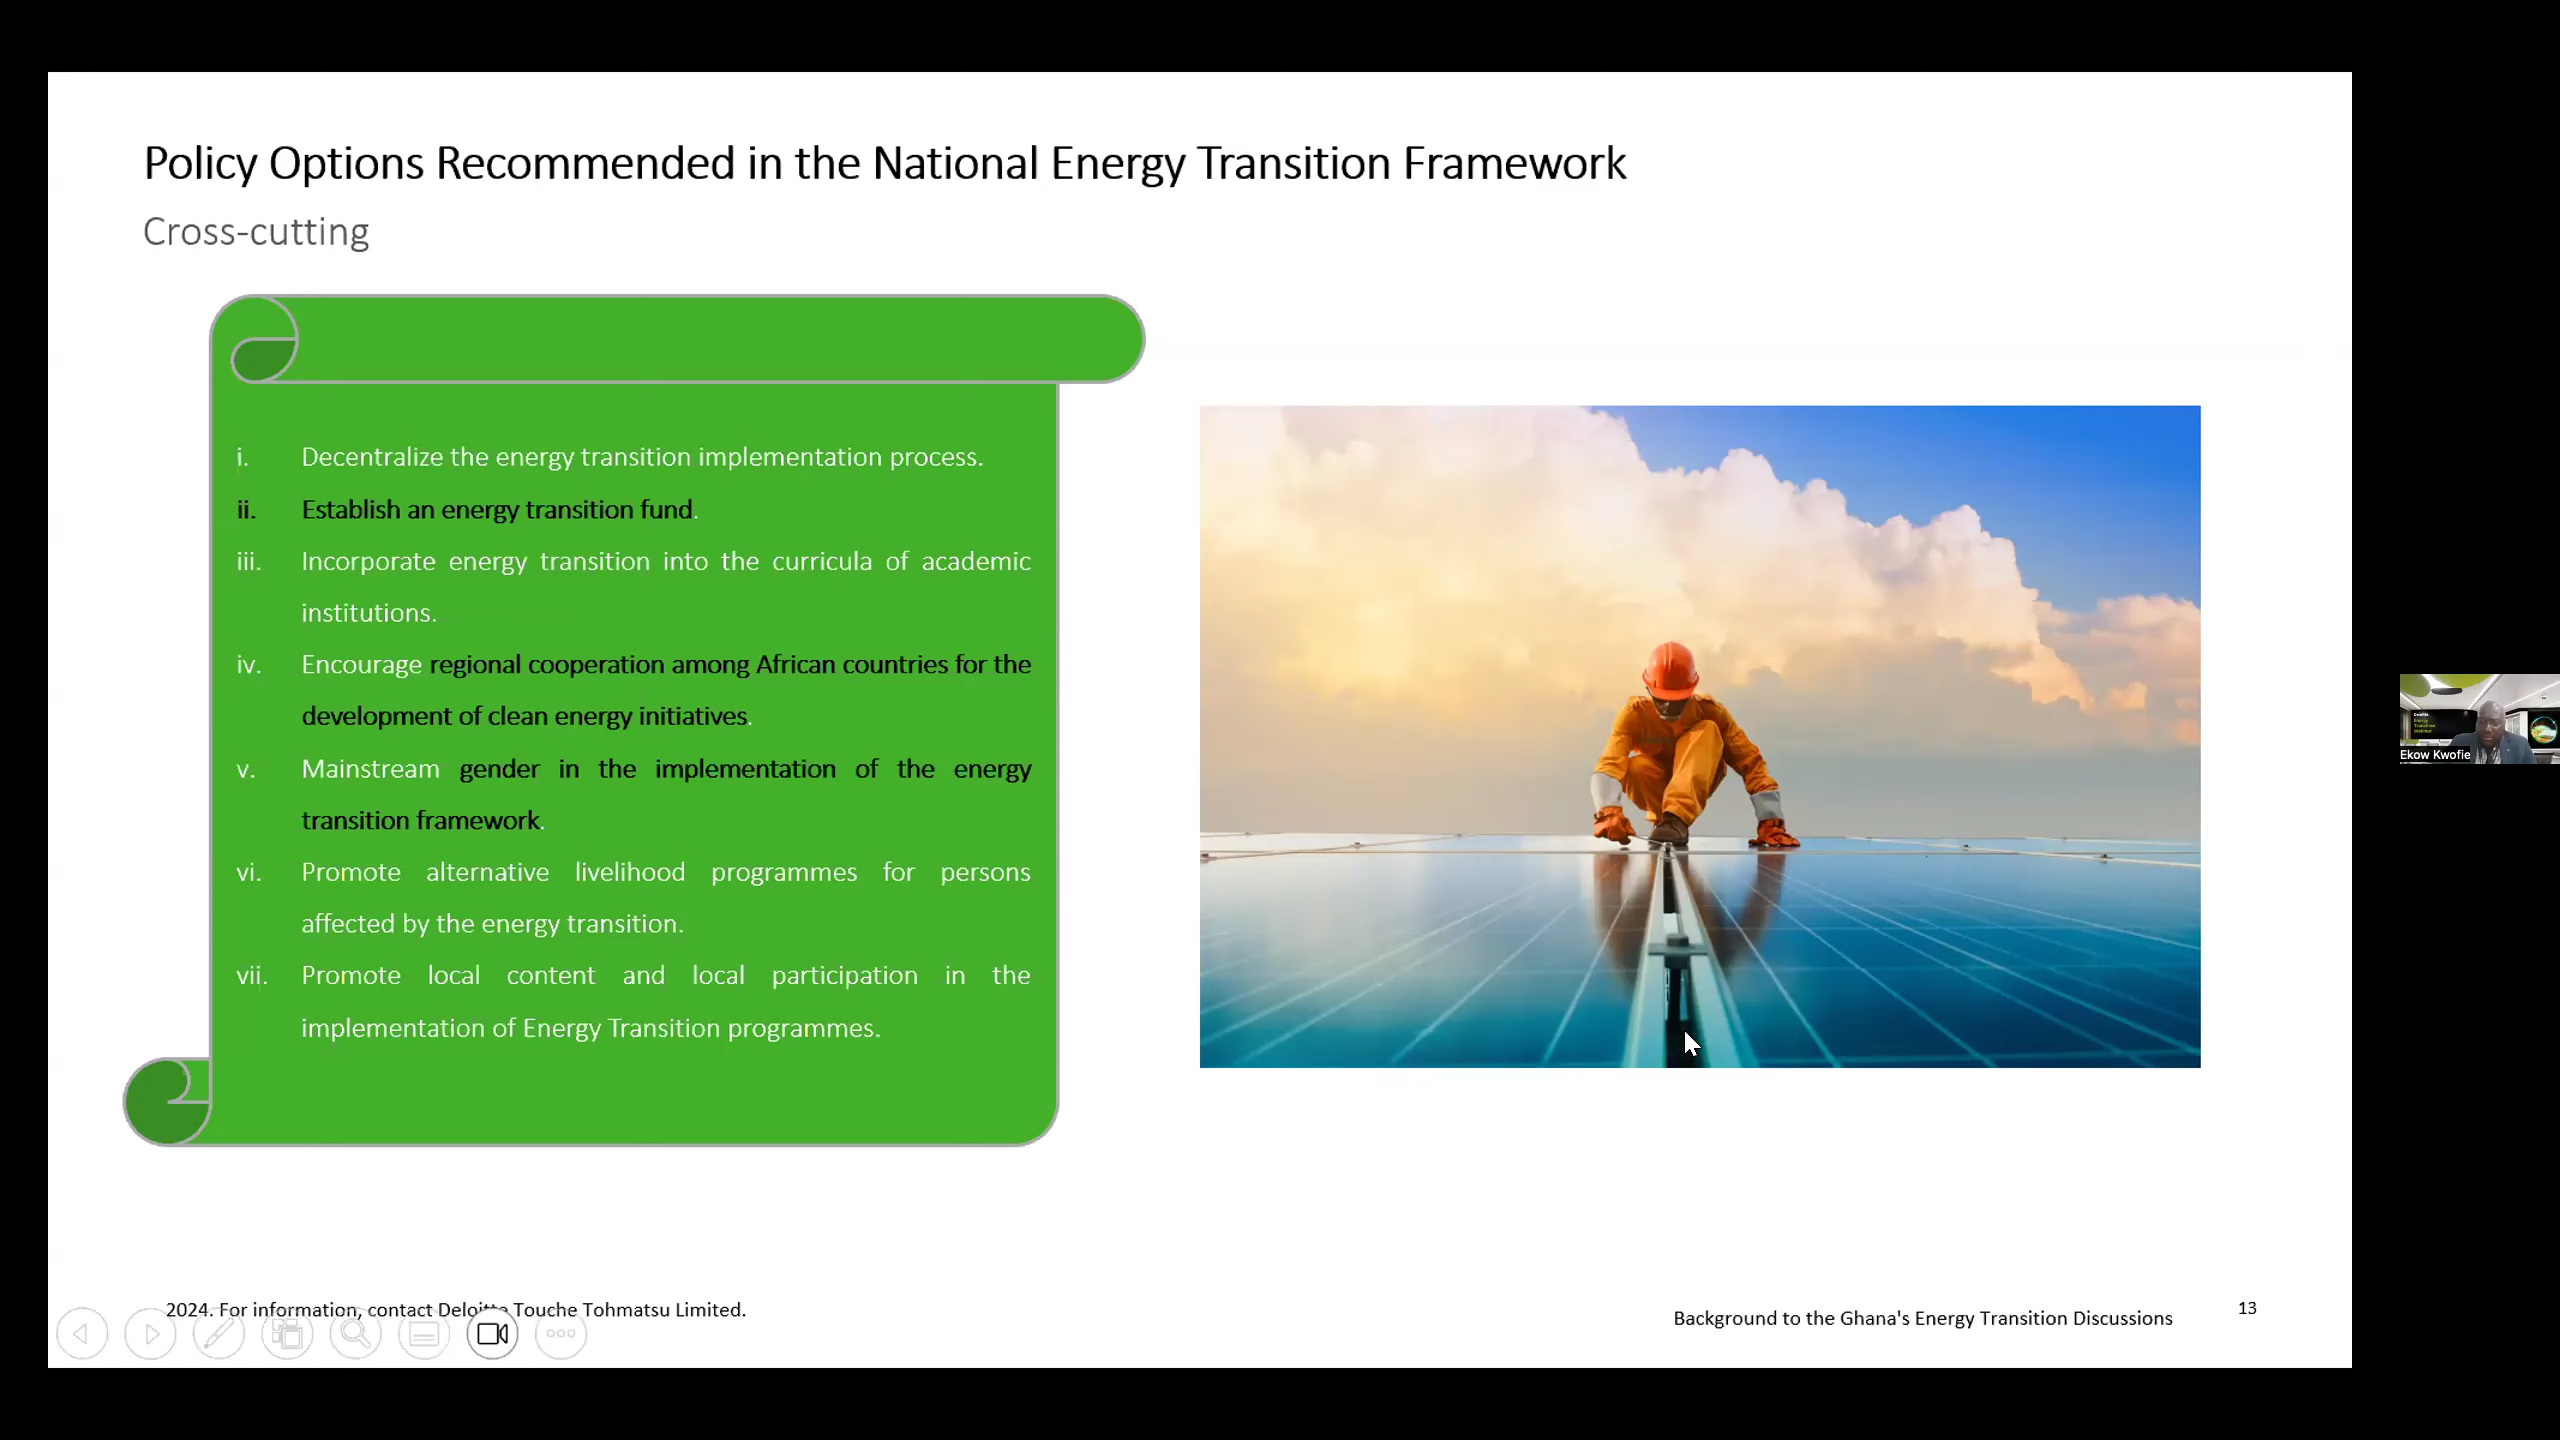 Policy Options Recommended in the National Energy Transition Framework
Cross-cutting
i. Decentralize the energy transition implementation process.
ii. Establish an energy transition fund.
iii. Incorporate energy transition into the curricula of academic
institutions.
iv. Encourage regional cooperation among African countries for the
development of clean energy initiatives.
v. Mainstream gender in the implementation of the energy
transition framework.
vi. Promote alternative livelihood programmes for persons
affected by the energy transition.
vii. Promote local content and local participation in the
implementation of Energy Transition programmes.
Ekow Kwofie
2024. For information, contact Deloitte Touche Tohmatsu Limited.
Background to the Ghana's Energy Transition Discussions
13